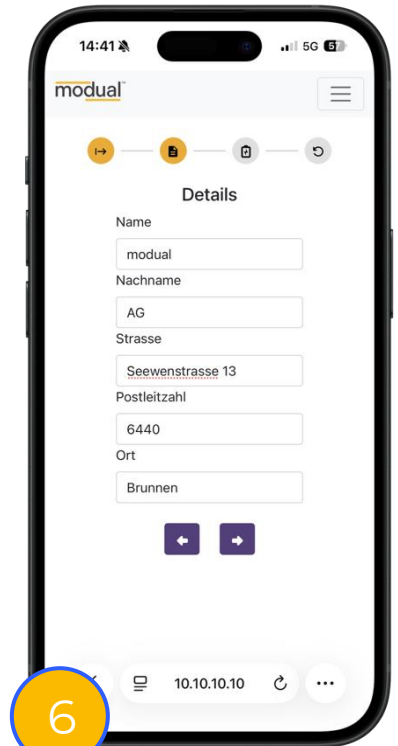 14:41
5G 57
modual
Details
Name
modual
Nachname
AG
Strasse
Seewenstrasse 13
Postleitzahl
6440
Ort
Brunnen
10.10.10.10
6